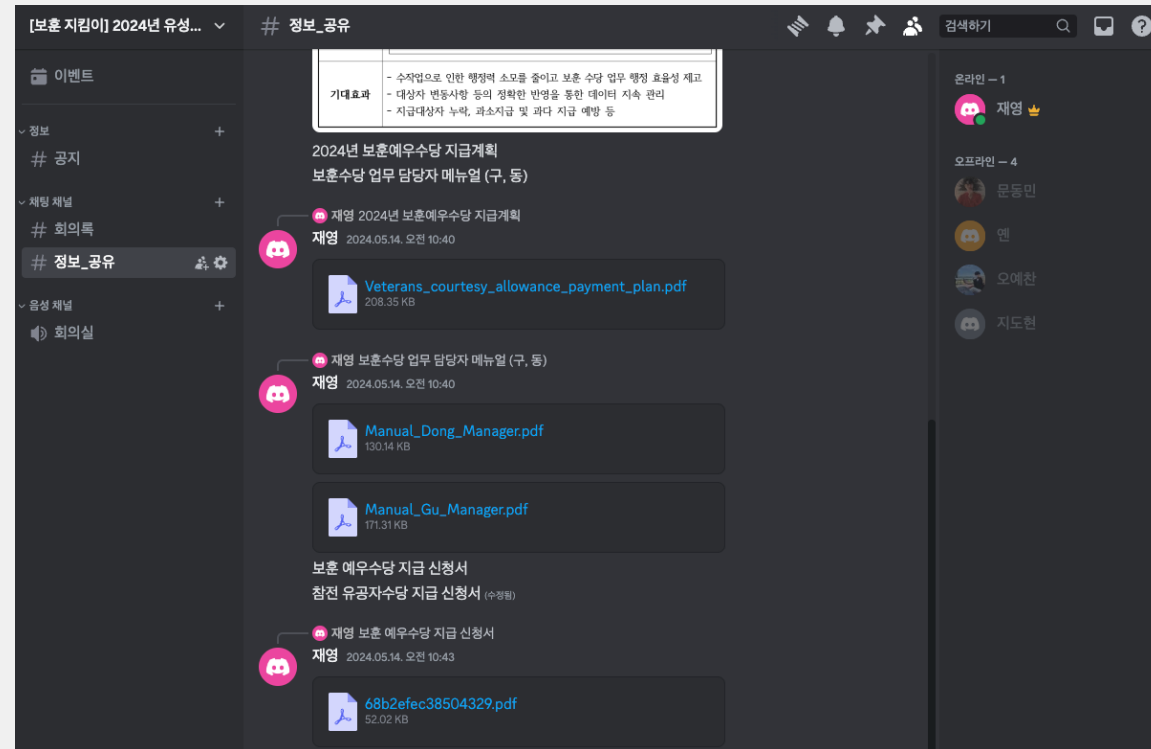 [보훈 지킴이] 2024년 유성...
이벤트
정보
공지
채팅 채널
회의록
정보_공유
음성 채널
회의실
정보_공유
검색하기
기대효과
- 수작업으로 인한 행정력 소모를 줄이고 보훈 수당 업무 행정 효율성 제고
- 대상자 변동사항 등의 정확한 반영을 통한 데이터 지속 관리
- 지급대상자 누락, 과소지급 및 과다 지급 예방 등
2024년 보훈예우수당 지급계획
보훈수당 업무 담당자 메뉴얼 (구, 동)
재영 2024년 보훈예우수당 지급계획
재영 2024.05.14. 오전 10:40
Veterans_courtesy_allowance_payment_plan.pdf
208.35 KB
재영 보훈수당 업무 담당자 메뉴얼 (구, 동)
재영 2024.05.14. 오전 10:40
Manual_Dong_Manager.pdf
130.14 KB
Manual_Gu_Manager.pdf
171.31 KB
보훈 예우수당 지급 신청서
참전 유공자수당 지급 신청서 (수정됨)
재영 보훈 예우수당 지급 신청서
재영 2024.05.14. 오전 10:43
68b2efec38504329.pdf
52.02 KB
온라인 — 1
재영
오프라인 — 4
문동민
옌
오예찬
지도현